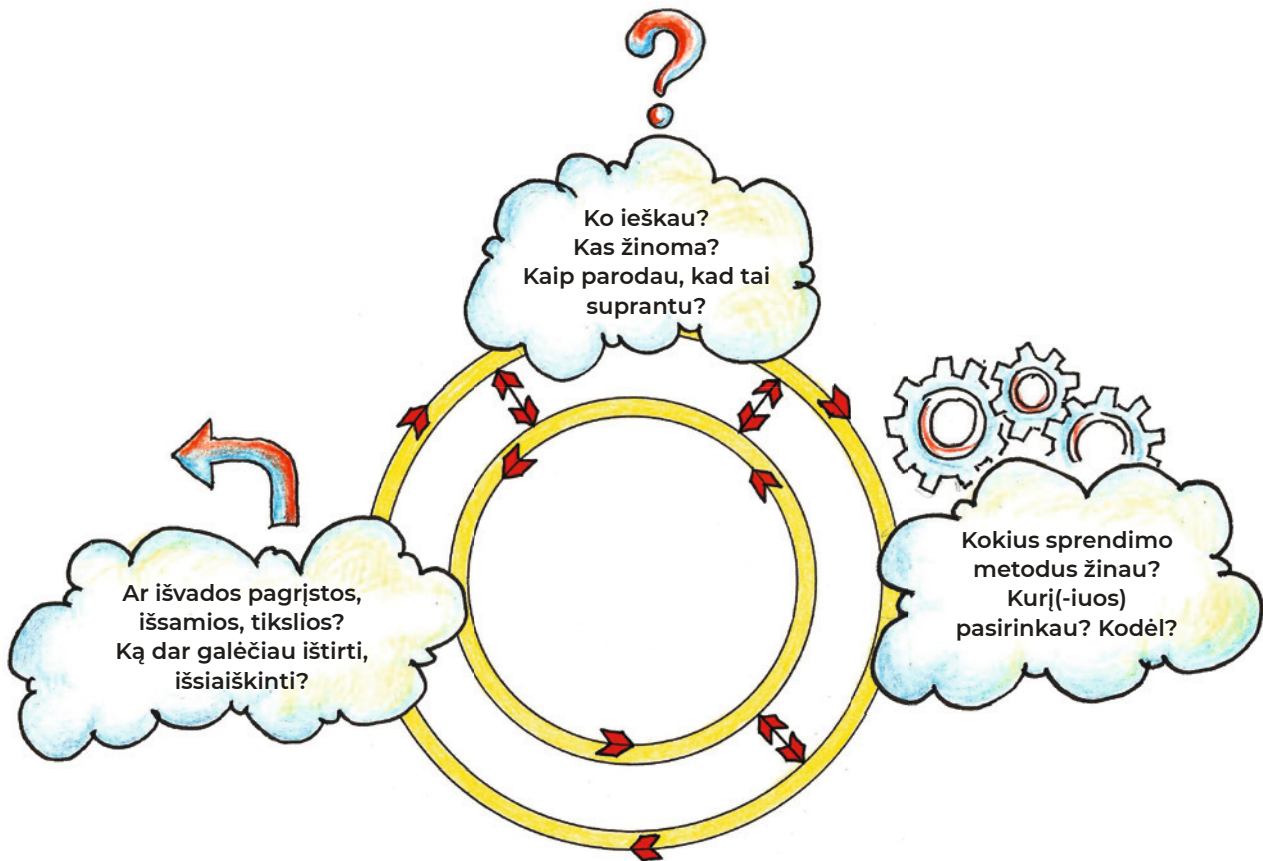 ?
Ko ieškau?
Kas žinoma?
Kaip parodau, kad tai
suprantu?
Kokius sprendimo
metodus žinau?
Kurį(-iuos)
pasirinkau? Kodėl?
Ar išvados pagrįstos,
išsamios, tikslios?
Ką dar galėčiau ištirti,
išsiaiškinti?